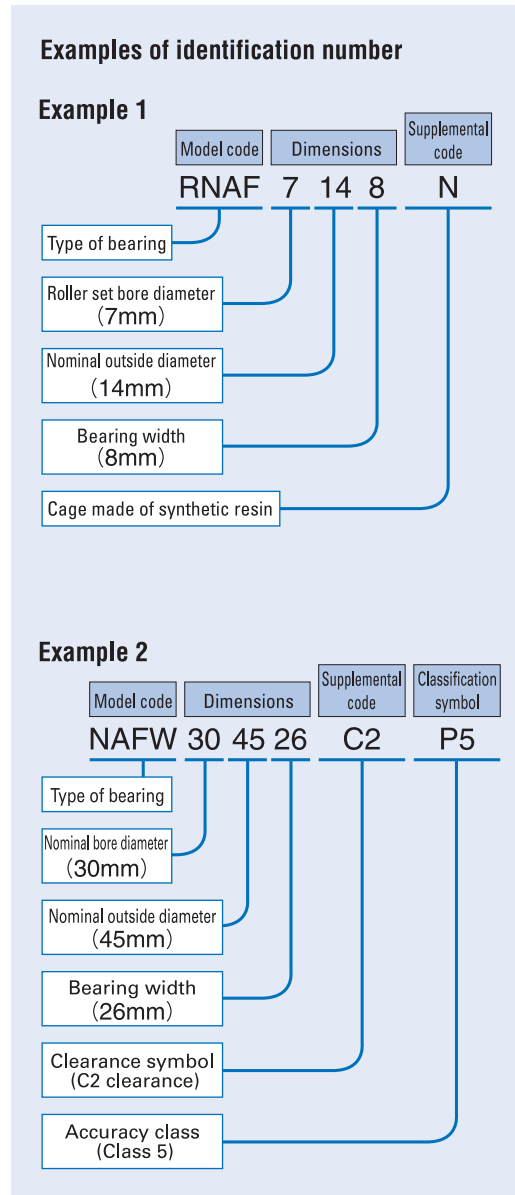 Examples of identification number
Example 1
Model code Dimensions Supplemental code
RNAF 7 14 8 N
Type of bearing
Roller set bore diameter
（7mm）
Nominal outside diameter
（14mm）
Bearing width
（8mm）
Cage made of synthetic resin
Example 2
Model code Dimensions Supplemental code Classification symbol
NAFW 30 45 26 C2 P5
Type of bearing
Nominal bore diameter
（30mm）
Nominal outside diameter
（45mm）
Bearing width
（26mm）
Clearance symbol
(C2 clearance)
Accuracy class
(Class 5)